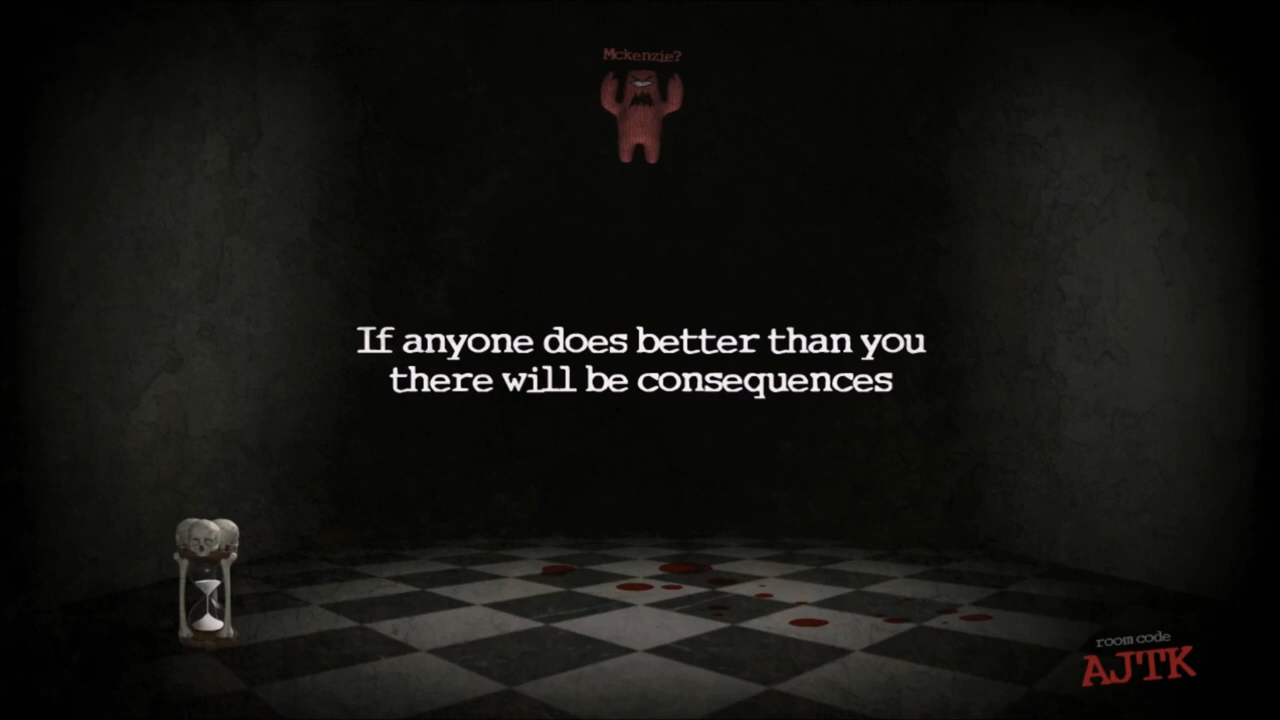 Mckenzie?
If anyone does better than you
there will be consequences
room code
AJTK